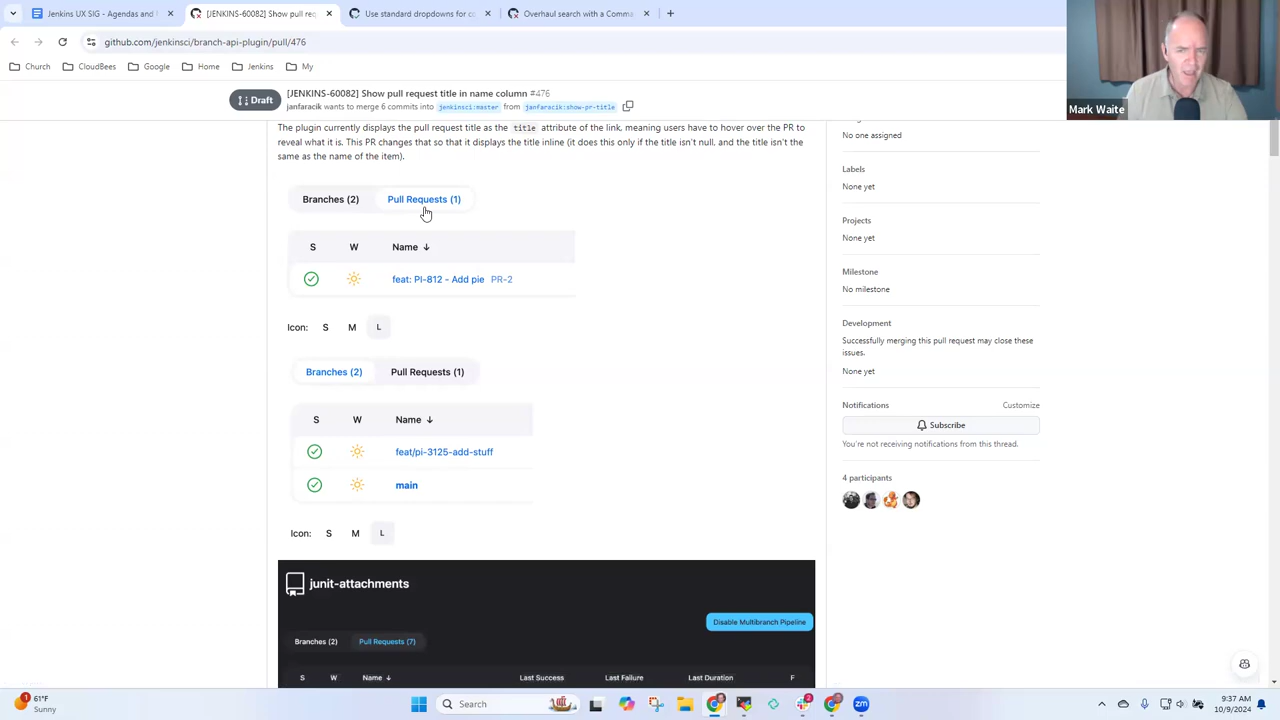 Jenkins UX SIG - Agendas and
[JENKINS-60082] Show pull req
Use standard dropdowns for c
Overhaul search with a Comma
github.com/jenkinsci/branch-api-plugin/pull/476
Church
CloudBees
Google
Home
Jenkins
My
Mark Waite
Draft
[JENKINS-60082] Show pull request title in name column #476
janfaracik wants to merge 6 commits into jenkinsci:master from janfaracik:show-pr-title
The plugin currently displays the pull request title as the title attribute of the link, meaning users have to hover over the PR to
reveal what it is. This PR changes that so that it displays the title inline (it does this only if the title isn't null, and the title isn't the
same as the name of the item).
Branches (2) Pull Requests (1)
S W Name ↓
feat: PI-812 - Add pie PR-2
Icon: S M L
Branches (2) Pull Requests (1)
S W Name ↓
feat/pi-3125-add-stuff
main
Icon: S M L
junit-attachments
Disable Multibranch Pipeline
Branches (2) Pull Requests (7)
S W Name ↓ Last Success Last Failure Last Duration F
No one assigned
Labels
None yet
Projects
None yet
Milestone
No milestone
Development
Successfully merging this pull request may close these
issues.
None yet
Notifications Customize
Subscribe
You're not receiving notifications from this thread.
4 participants
1
61°F
Sunny
Search
2
9:37 AM
10/9/2024